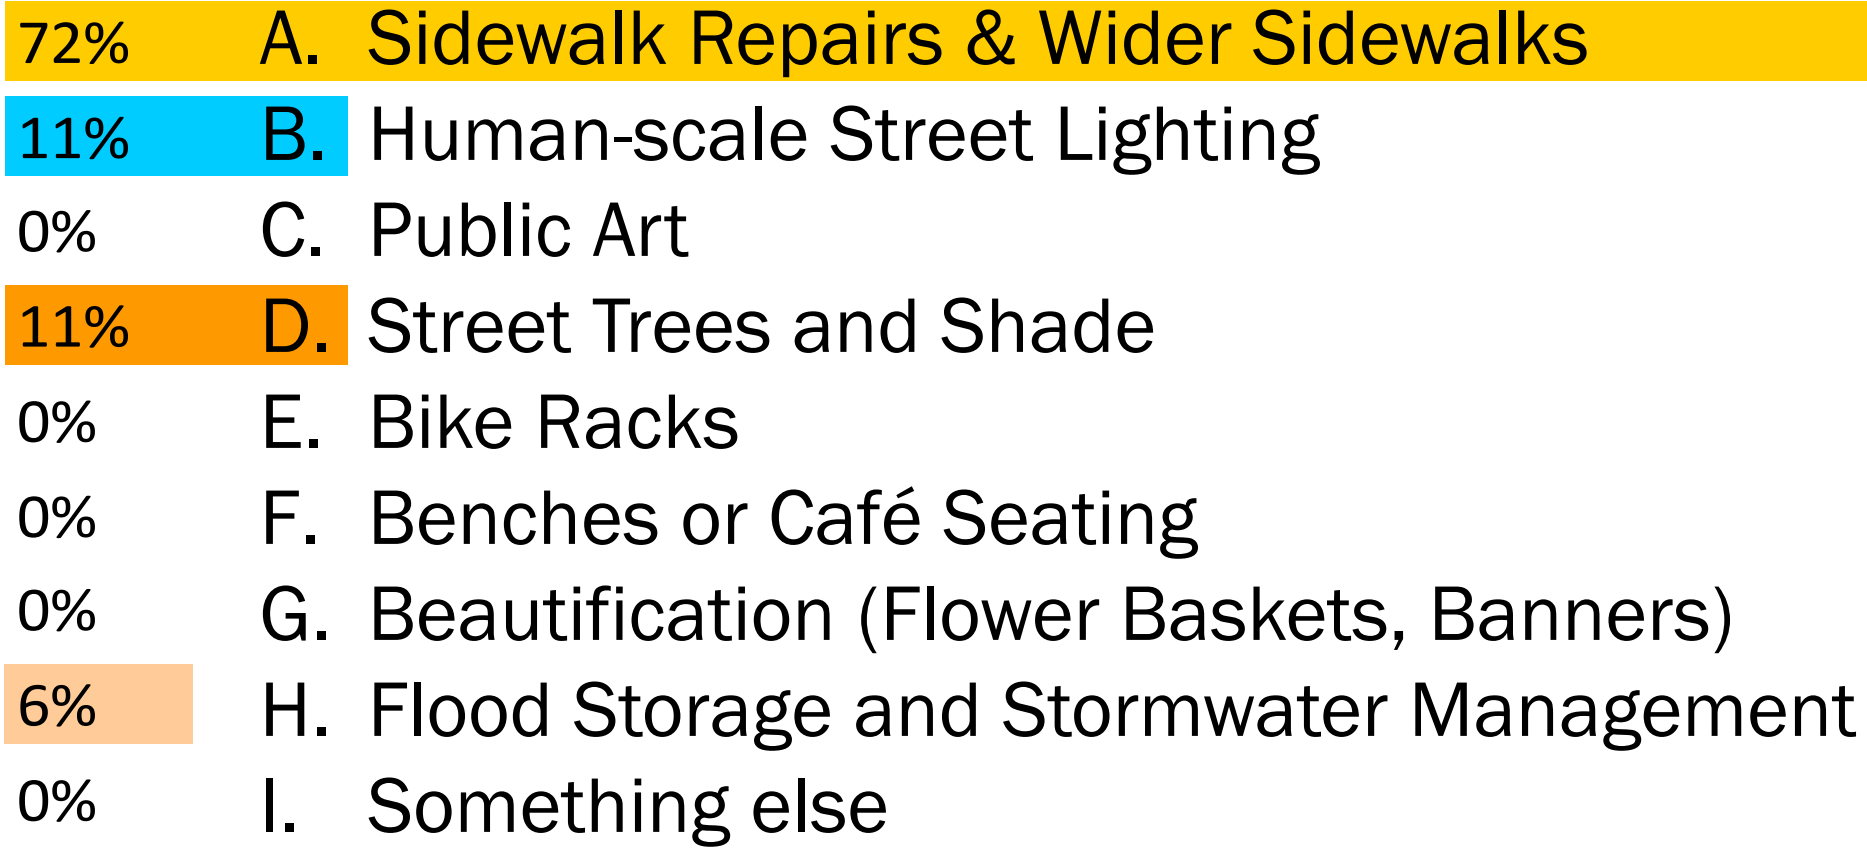 72% A. Sidewalk Repairs & Wider Sidewalks
11% B. Human-scale Street Lighting
0% C. Public Art
11% D. Street Trees and Shade
0% E. Bike Racks
0% F. Benches or Café Seating
0% G. Beautification (Flower Baskets, Banners)
6% H. Flood Storage and Stormwater Management
0% I. Something else